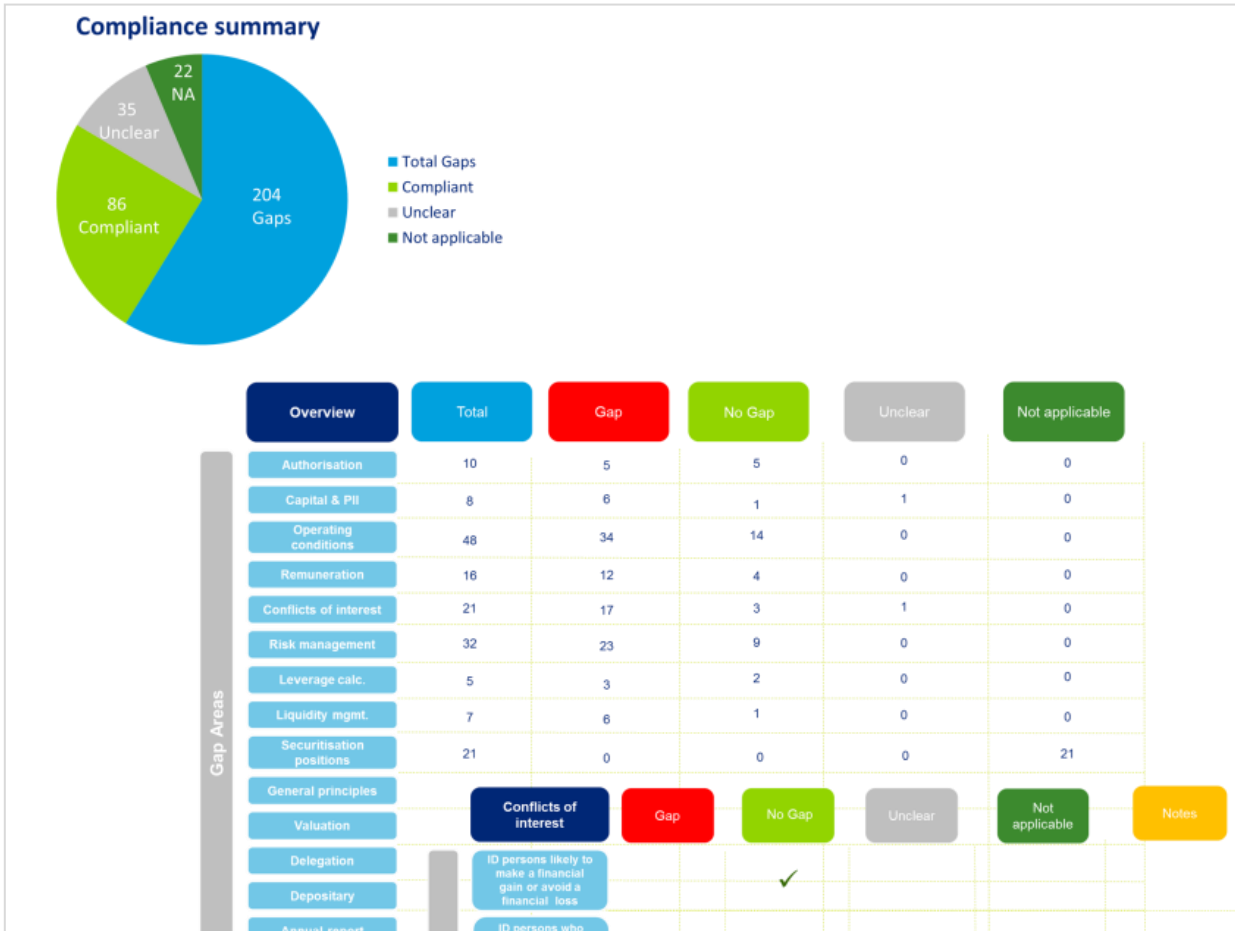 Compliance summary
22
NA
35
Unclear
86
Compliant
204
Gaps
Total Gaps
Compliant
Unclear
Not applicable
Overview Total Gap No Gap Unclear Not applicable
Gap Areas
Authorisation 10 5 5 0 0
Capital & PII 8 6 1 1 0
Operating
conditions 48 34 14 0 0
Remuneration 16 12 4 0 0
Conflicts of interest 21 17 3 1 0
Risk management 32 23 9 0 0
Leverage calc. 5 3 2 0 0
Liquidity mgmt. 7 6 1 0 0
Securitisation
positions 21 0 0 0 21
General principles
Valuation
Delegation
Depositary
Annual report
Conflicts of
interest Gap No Gap Unclear Not
applicable Notes
ID persons likely to
make a financial
gain or avoid a
financial loss ✓
ID persons who